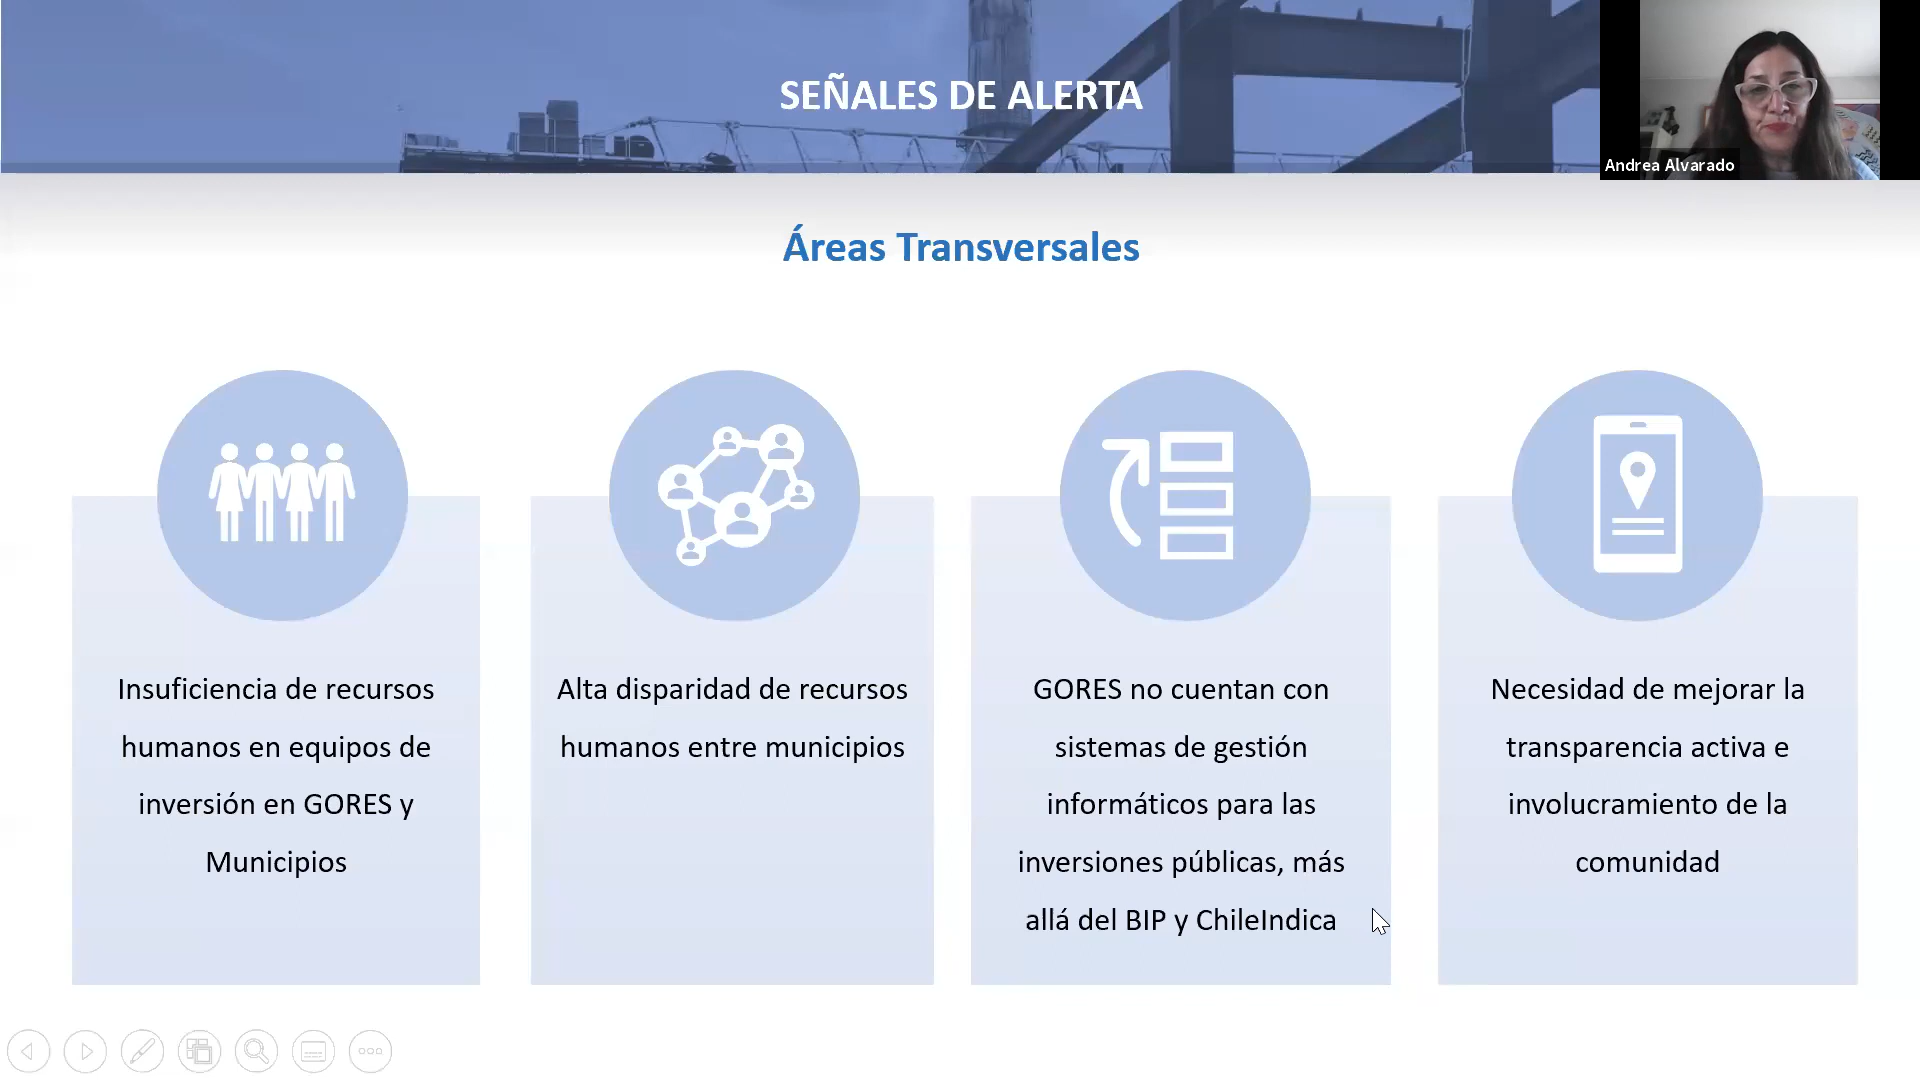 SEÑALES DE ALERTA
Andrea Alvarado
Áreas Transversales
Insuficiencia de recursos
humanos en equipos de
inversión en GORES y
Municipios
Alta disparidad de recursos
humanos entre municipios
GORES no cuentan con
sistemas de gestión
informáticos para las
inversiones públicas, más
allá del BIP y ChileIndica
Necesidad de mejorar la
transparencia activa e
involucramiento de la
comunidad